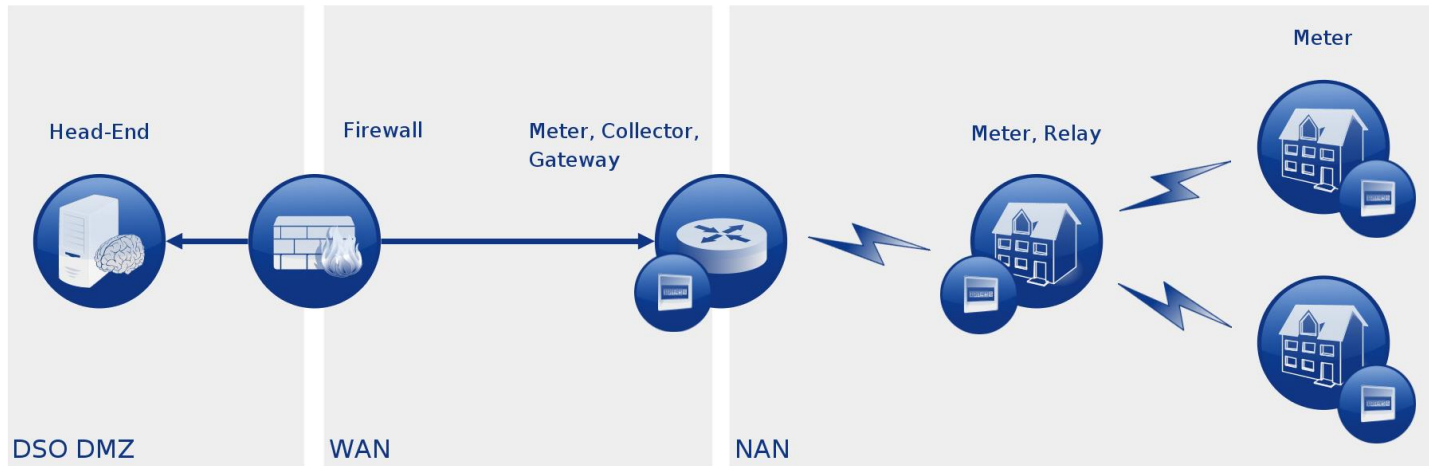 Head-End
Firewall
Meter, Collector,
Gateway
Meter, Relay
Meter
DSO DMZ
WAN
NAN